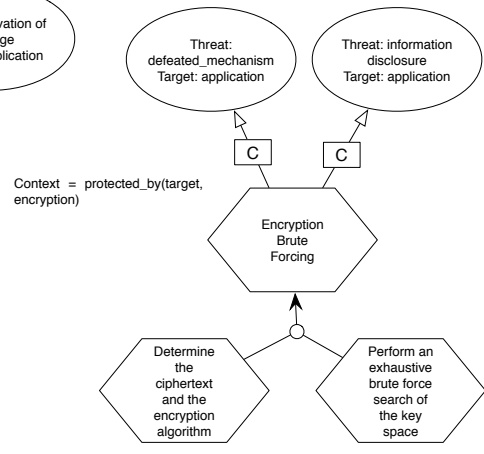 vation of
ge
plication
Threat:
defeated_mechanism
Target: application
Threat: information
disclosure
Target: application
C
C
Context = protected_by(target,
encryption)
Encryption
Brute
Forcing
Determine
the
ciphertext
and the
encryption
algorithm
Perform an
exhaustive
brute force
search of
the key
space